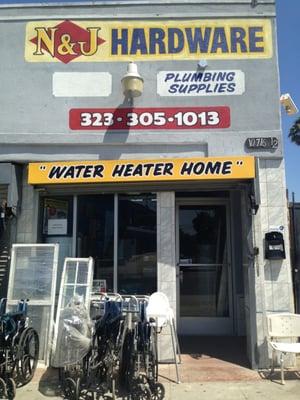 N&J HARDWARE
PLUMBING
SUPPLIES
323·305·1013
"WATER HEATER HOME"